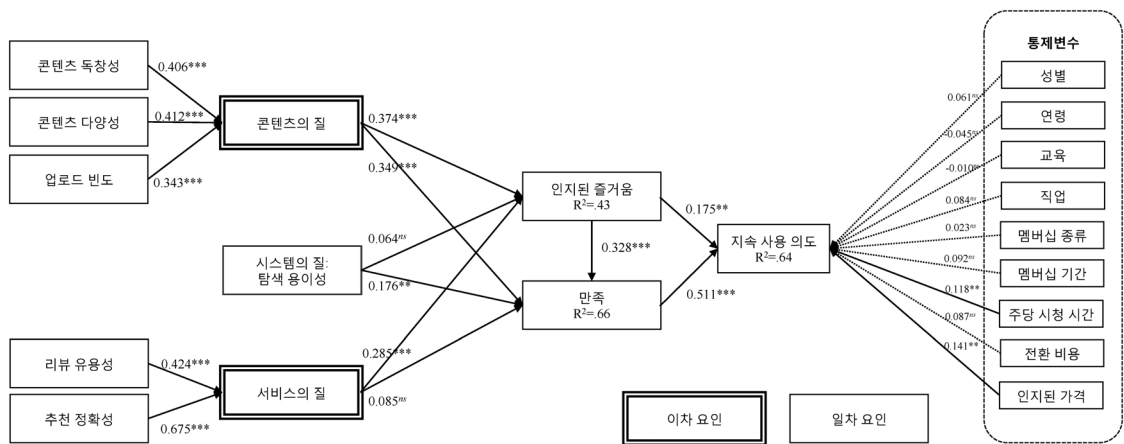 통제변수
콘텐츠 독창성
0.406***
콘텐츠 다양성
0.412***
업로드 빈도
0.343***
콘텐츠의 질
0.374***
0.349***
시스템의 질:
탐색 용이성
0.064ns
0.176**
리뷰 유용성
0.424***
추천 정확성
0.675***
서비스의 질
0.285***
0.085ns
인지된 즐거움
R²=.43
0.328***
만족
R²=.66
0.175**
0.511***
지속 사용 의도
R²=.64
0.061ns
성별
-0.045ns
연령
-0.010ns
교육
0.084ns
직업
0.023ns
멤버십 종류
0.092ns
멤버십 기간
0.118**
주당 시청 시간
0.087ns
전환 비용
0.141**
인지된 가격
이차 요인
일차 요인